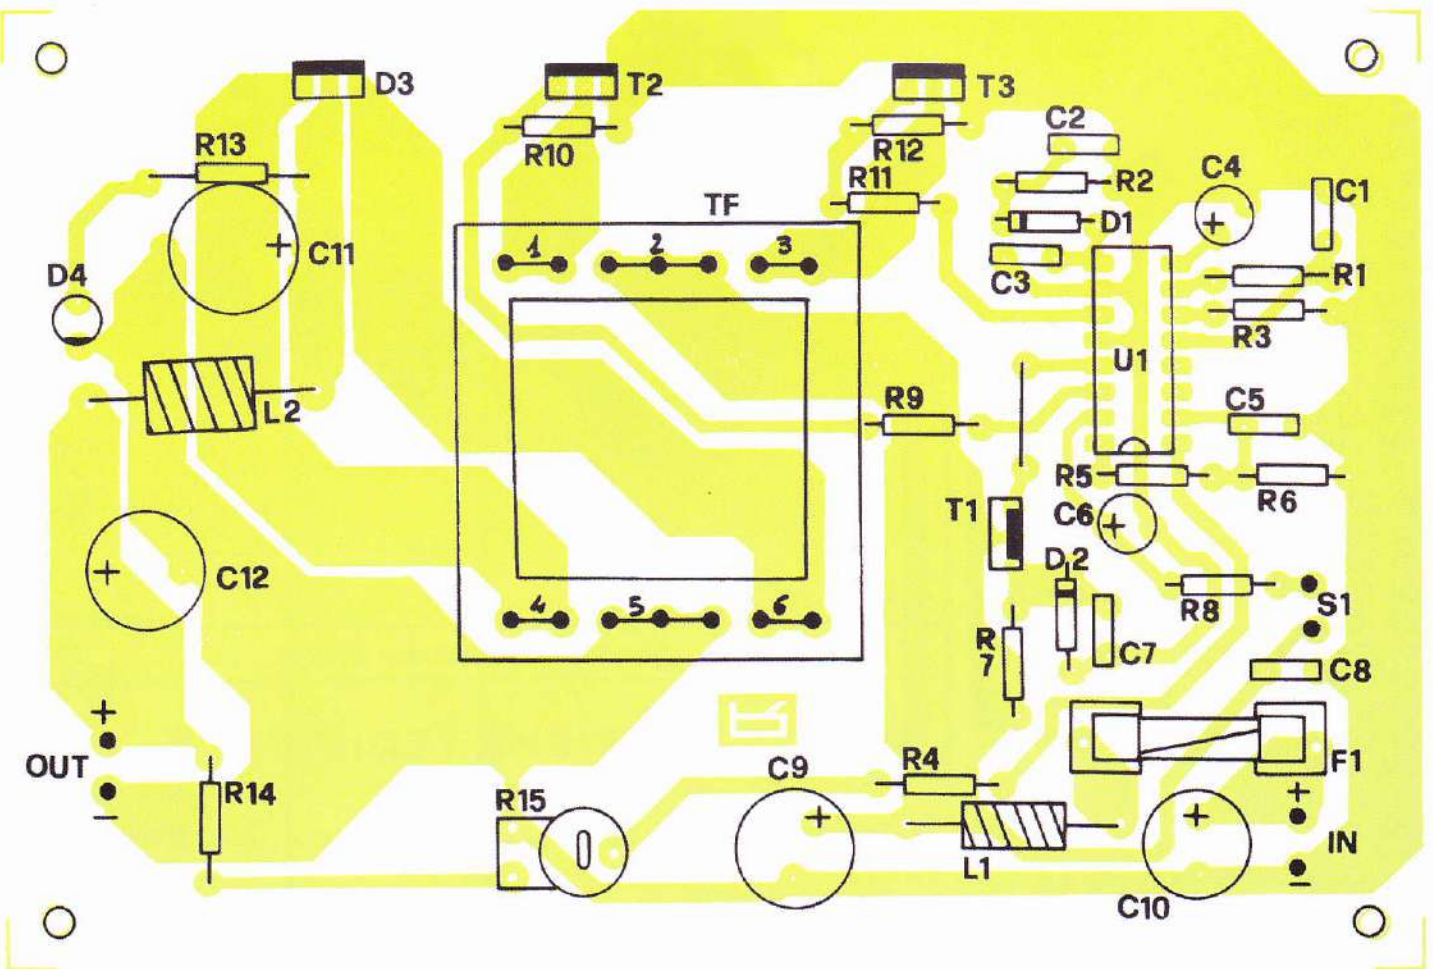 D3 T2 T3
C2
R13 R10 R12
R11 R2 C4 C1
TF D1
1 2 3
C11 C3 R1
D4
R3
U1
L2 R9 C5
R5 R6
T1 C6
D2
C12
4 5 6 R8 S1
R7 C7 C8
+
OUT F1
R4
C9
R14 R15 + + +
− IN
L1 −
C10
+
+
+
+